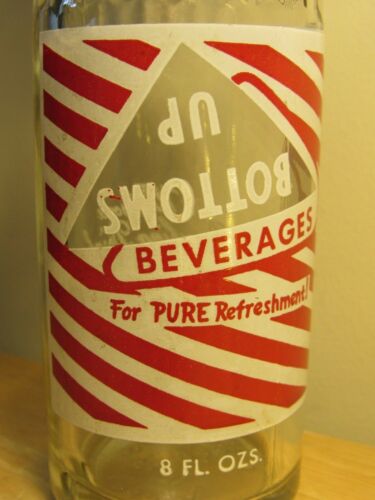 BOTTOMS
UP
BEVERAGES
For PURE Refreshment!
8 FL. OZS.